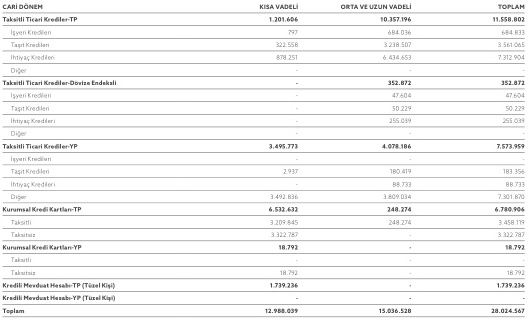 CARİ DÖNEM KISA VADELİ ORTA VE UZUN VADELİ TOPLAM
Taksitli Ticari Krediler-TP 1.201.606 10.357.196 11.558.802
İşyeri Kredileri 797 684.036 684.833
Taşıt Kredileri 322.558 3.238.507 3.561.065
İhtiyaç Kredileri 878.251 6.434.653 7.312.904
Diğer - - -
Taksitli Ticari Krediler-Dövize Endeksli - 352.872 352.872
İşyeri Kredileri - 47.604 47.604
Taşıt Kredileri - 50.229 50.229
İhtiyaç Kredileri - 255.039 255.039
Diğer - - -
Taksitli Ticari Krediler-YP 3.495.773 4.078.186 7.573.959
İşyeri Kredileri - - -
Taşıt Kredileri 2.937 180.419 183.356
İhtiyaç Kredileri - 88.733 88.733
Diğer 3.492.836 3.809.034 7.301.870
Kurumsal Kredi Kartları-TP 6.532.632 248.274 6.780.906
Taksitli 3.209.845 248.274 3.458.119
Taksitsiz 3.322.787 - 3.322.787
Kurumsal Kredi Kartları-YP 18.792 - 18.792
Taksitli - - -
Taksitsiz 18.792 - 18.792
Kredili Mevduat Hesabı-TP (Tüzel Kişi) 1.739.236 - 1.739.236
Kredili Mevduat Hesabı-YP (Tüzel Kişi) - - -
Toplam 12.988.039 15.036.528 28.024.567